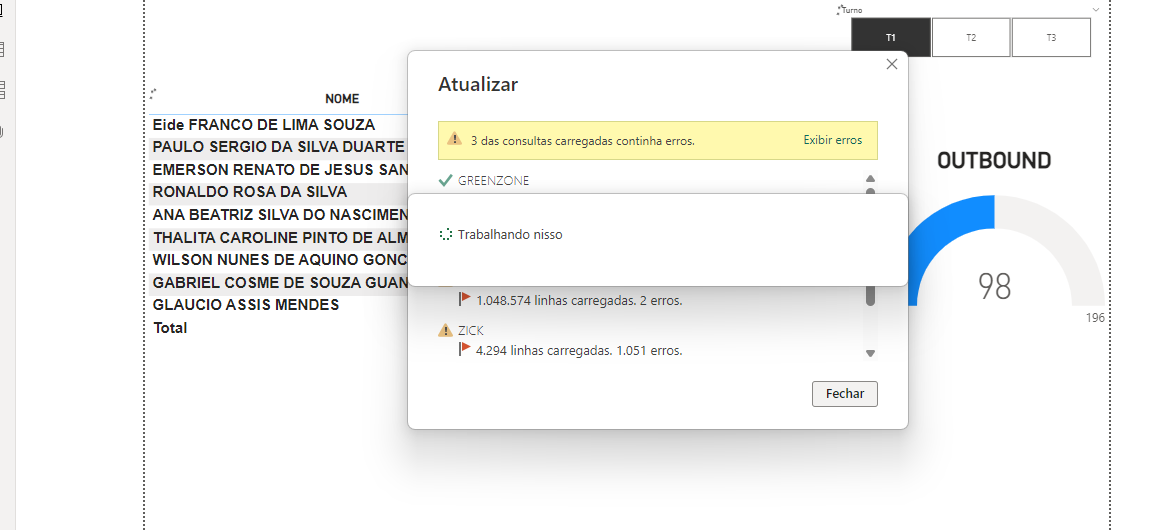 Turno
T1
T2
T3
Atualizar
NOME
3 das consultas carregadas continha erros.
Exibir erros
Eide FRANCO DE LIMA SOUZA
PAULO SERGIO DA SILVA DUARTE
EMERSON RENATO DE JESUS SAN
RONALDO ROSA DA SILVA
ANA BEATRIZ SILVA DO NASCIMEN
THALITA CAROLINE PINTO DE ALM
WILSON NUNES DE AQUINO GONC
GABRIEL COSME DE SOUZA GUAN
GLAUCIO ASSIS MENDES
Total
GREENZONE
Trabalhando nisso
1.048.574 linhas carregadas. 2 erros.
ZICK
4.294 linhas carregadas. 1.051 erros.
Fechar
OUTBOUND
98
196